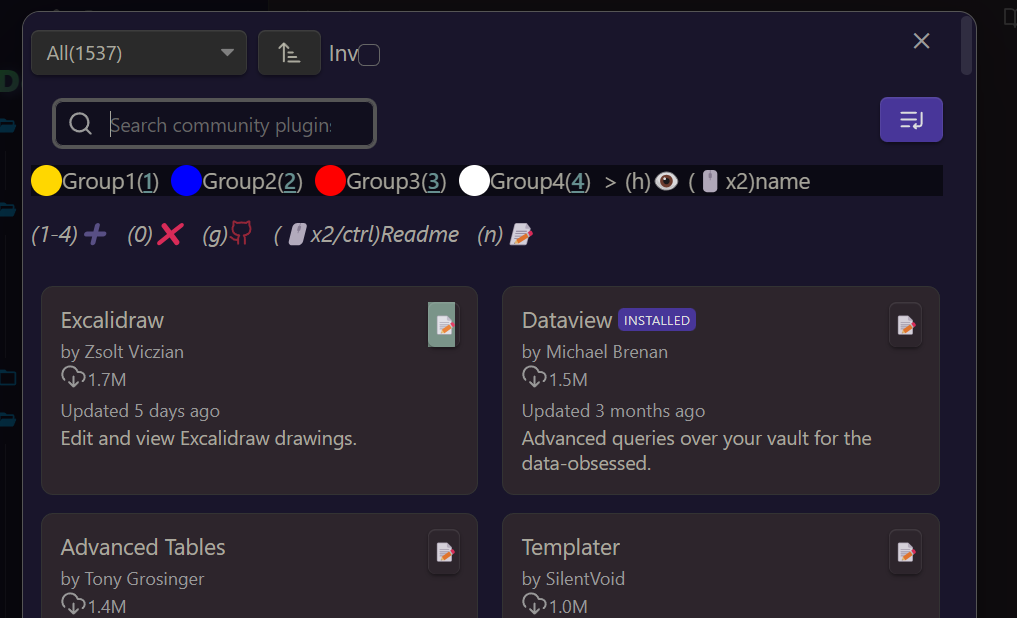 All(1537) Inv
Search community plugin
Group1(1) Group2(2) Group3(3) Group4(4) > (h) ( x2)name
(1-4) (0) (g) ( x2/ctrl)Readme (n)
Excalidraw
by Zsolt Viczian
1.7M
Updated 5 days ago
Edit and view Excalidraw drawings.
Dataview INSTALLED
by Michael Brenan
1.5M
Updated 3 months ago
Advanced queries over your vault for the
data-obsessed.
Advanced Tables
by Tony Grosinger
1.4M
Templater
by SilentVoid
1.0M